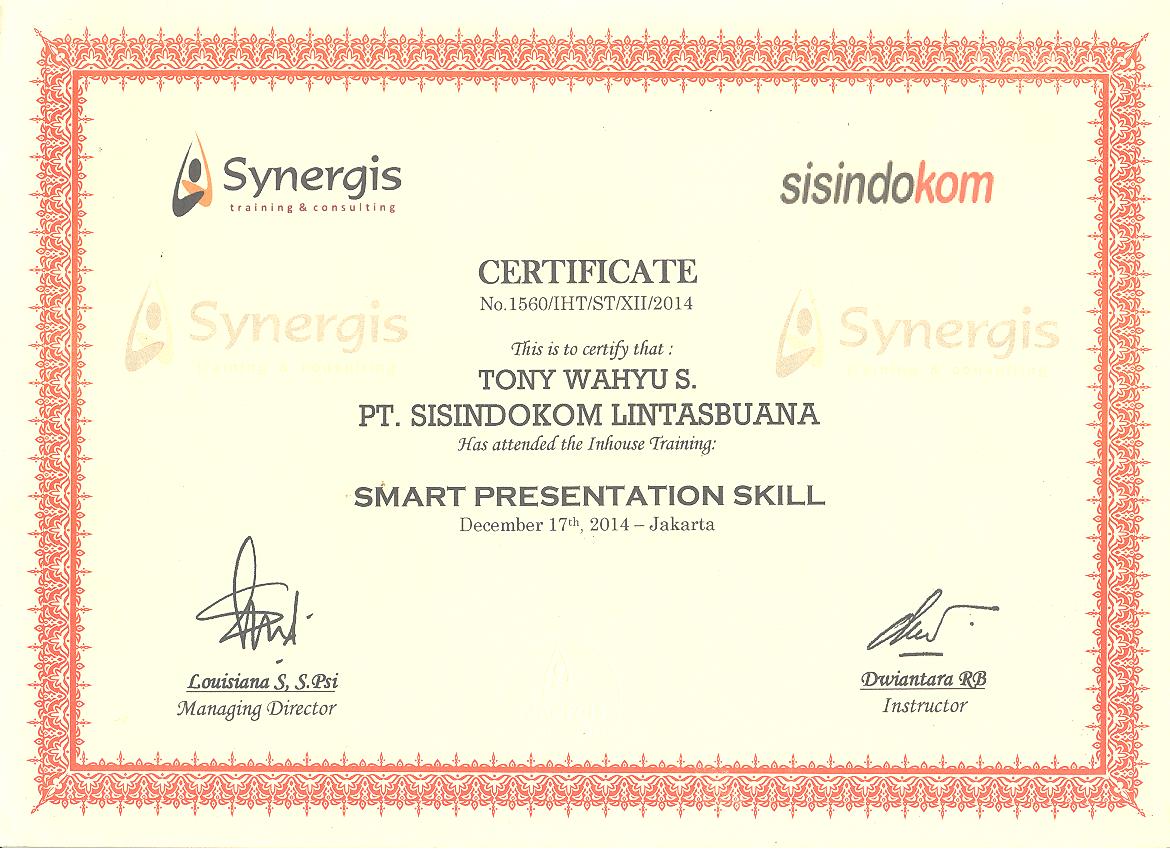 Synergis
training & consulting
sisindokom
CERTIFICATE
No.1560/IHT/ST/XII/2014
Synergis
training & consulting
Synergis
training & consulting
This is to certify that :
TONY WAHYU S.
PT. SISINDOKOM LINTASBUANA
Has attended the Inhouse Training:
SMART PRESENTATION SKILL
December 17th, 2014 – Jakarta
Louisiana S, S.Psi
Managing Director
Dwiantara RB
Instructor